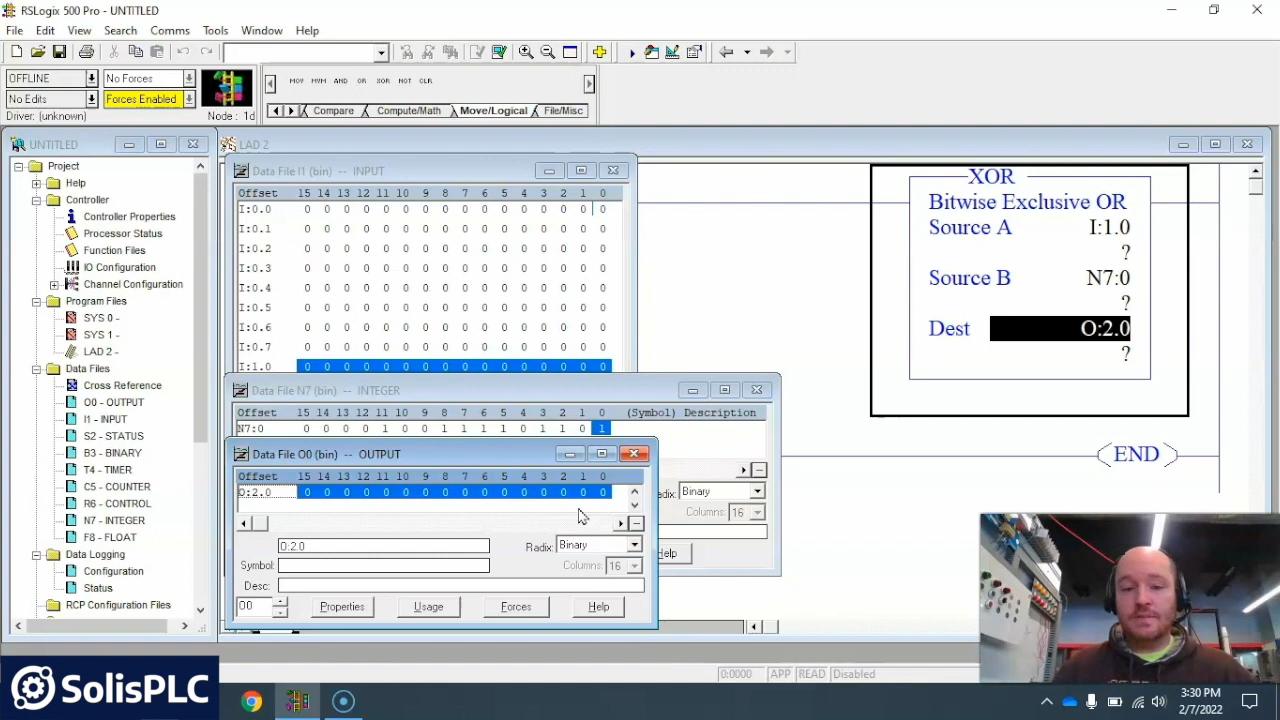 RSLogix 500 Pro - UNTITLED
File Edit View Search Comms Tools Window Help
OFFLINE No Forces
No Edits Forces Enabled
Driver: (unknown) Node : 1d
MOV MVM AND OR XOR NOT CLR
Compare Compute/Math Move/Logical File/Misc
UNTITLED
Project
Help
Controller
Controller Properties
Processor Status
Function Files
IO Configuration
Channel Configuration
Program Files
SYS 0 -
SYS 1 -
LAD 2 -
Data Files
Cross Reference
O0 - OUTPUT
I1 - INPUT
S2 - STATUS
B3 - BINARY
T4 - TIMER
C5 - COUNTER
R6 - CONTROL
N7 - INTEGER
F8 - FLOAT
Data Logging
Configuration
Status
RCP Configuration Files
LAD 2
Data File I1 (bin) -- INPUT
Offset 15 14 13 12 11 10 9 8 7 6 5 4 3 2 1 0
I:0.0 0 0 0 0 0 0 0 0 0 0 0 0 0 0 0 0
I:0.1 0 0 0 0 0 0 0 0 0 0 0 0 0 0 0 0
I:0.2 0 0 0 0 0 0 0 0 0 0 0 0 0 0 0 0
I:0.3 0 0 0 0 0 0 0 0 0 0 0 0 0 0 0 0
I:0.4 0 0 0 0 0 0 0 0 0 0 0 0 0 0 0 0
I:0.5 0 0 0 0 0 0 0 0 0 0 0 0 0 0 0 0
I:0.6 0 0 0 0 0 0 0 0 0 0 0 0 0 0 0 0
I:0.7 0 0 0 0 0 0 0 0 0 0 0 0 0 0 0 0
I:1.0 0 0 0 0 0 0 0 0 0 0 0 0 0 0 0 0
Data File N7 (bin) -- INTEGER
Offset 15 14 13 12 11 10 9 8 7 6 5 4 3 2 1 0 (Symbol) Description
N7:0 0 0 0 0 1 0 0 1 1 1 1 0 1 1 0 1
Radix: Binary
Columns: 16
Help
Data File O0 (bin) -- OUTPUT
Offset 15 14 13 12 11 10 9 8 7 6 5 4 3 2 1 0
O:2.0 0 0 0 0 0 0 0 0 0 0 0 0 0 0 0 0
O:2.0 Radix: Binary
Symbol: Columns: 16
Desc:
O0 Properties Usage Forces Help
XOR
Bitwise Exclusive OR
Source A I:1.0
?
Source B N7:0
?
Dest O:2.0
?
END
0:0000 APP READ Disabled
SolisPLC
3:30 PM
2/7/2022